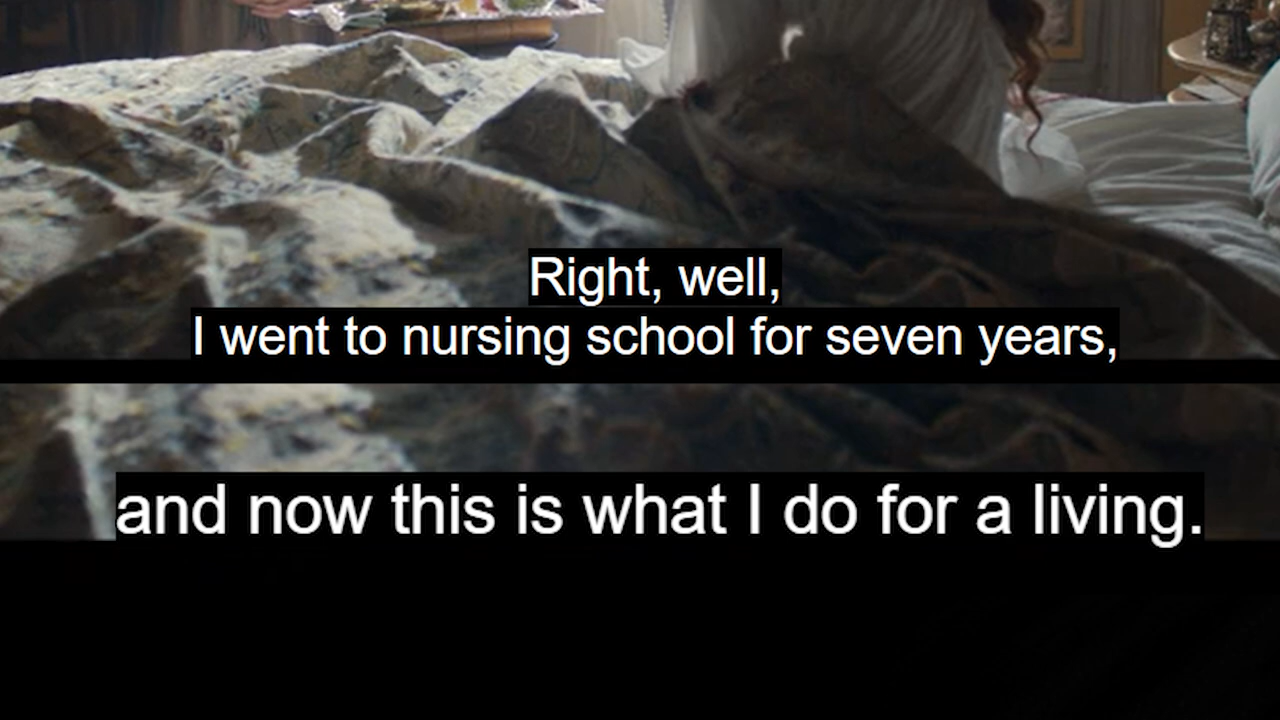 Right, well,
I went to nursing school for seven years,
and now this is what I do for a living.